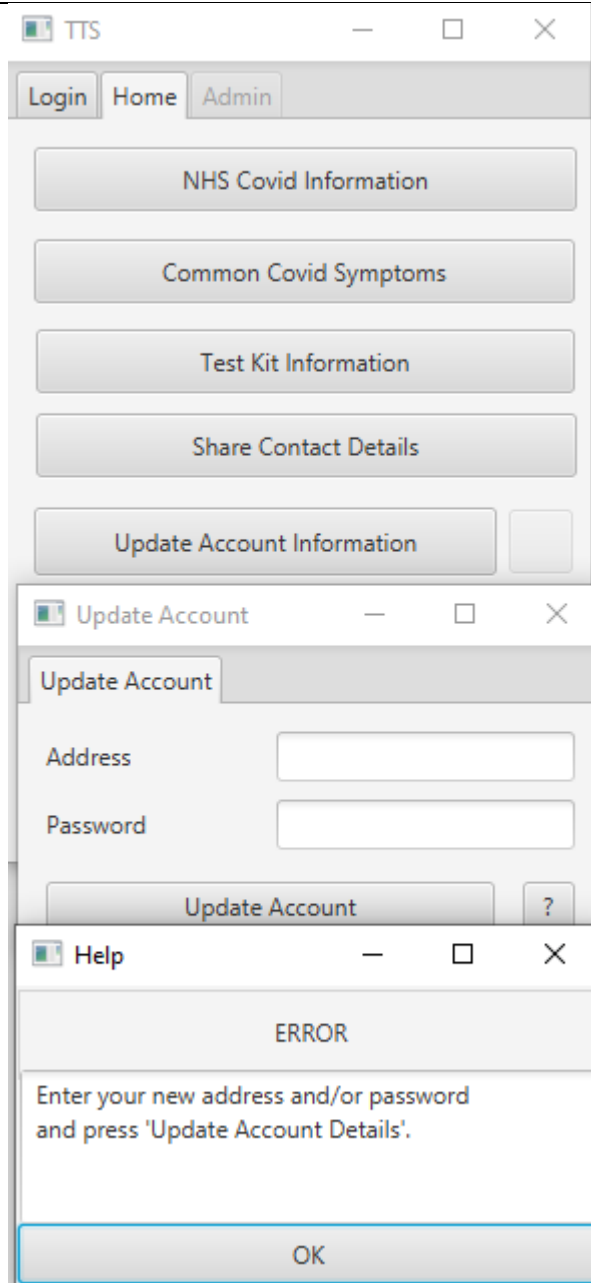 TTS
Login Home Admin
NHS Covid Information
Common Covid Symptoms
Test Kit Information
Share Contact Details
Update Account Information
Update Account
Update Account
Address
Password
Update Account ?
Help
ERROR
Enter your new address and/or password
and press 'Update Account Details'.
OK